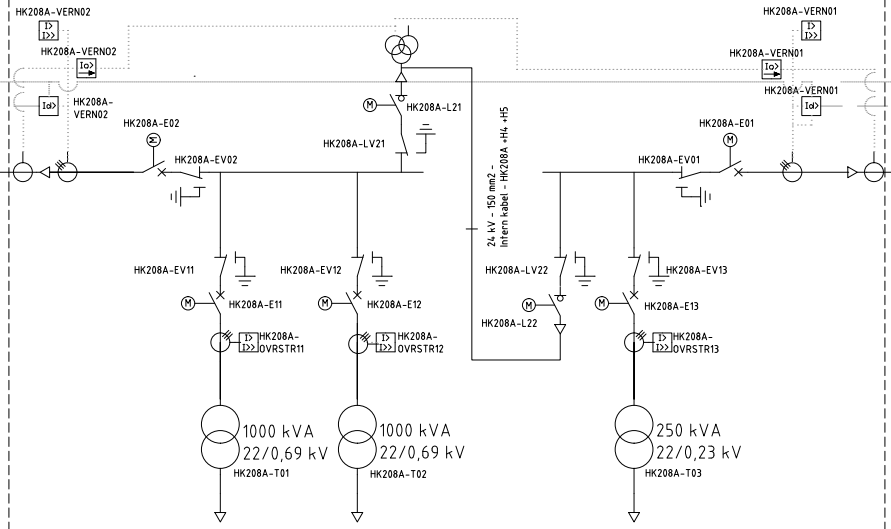 HK208A-VERN02
I>
I>>
HK208A-VERN02
Io>
HK208A-
VERN02
Id>
HK208A-E02
M
HK208A-EV02
M
HK208A-L21
HK208A-LV21
24 kV - 150 mm2 -
Intern kabel - HK208A +H4 +H5
HK208A-VERN01
I>
I>>
HK208A-VERN01
Io>
HK208A-VERN01
Id>
HK208A-E01
M
HK208A-EV01
HK208A-EV11
M
HK208A-E11
I>
I>>
HK208A-
OVRSTR11
1000 kVA
22/0,69 kV
HK208A-T01
HK208A-EV12
M
HK208A-E12
I>
I>>
HK208A-
OVRSTR12
1000 kVA
22/0,69 kV
HK208A-T02
HK208A-LV22
M
HK208A-L22
HK208A-EV13
M
HK208A-E13
I>
I>>
HK208A-
OVRSTR13
250 kVA
22/0,23 kV
HK208A-T03